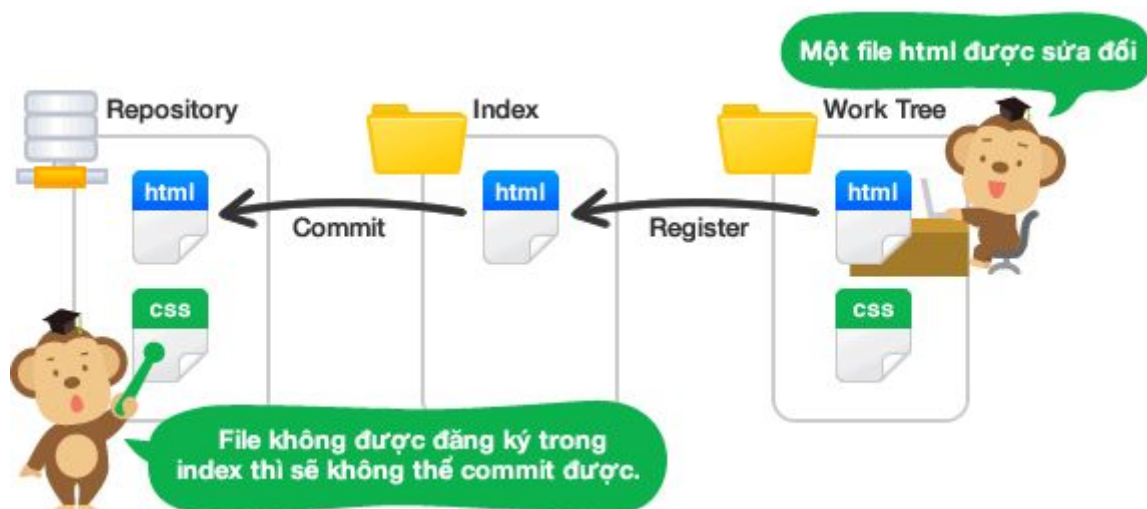 Một file html được sửa đổi
Repository
Index
Work Tree
html
html
html
Commit
Register
css
css
File không được đăng ký trong
index thì sẽ không thể commit được.